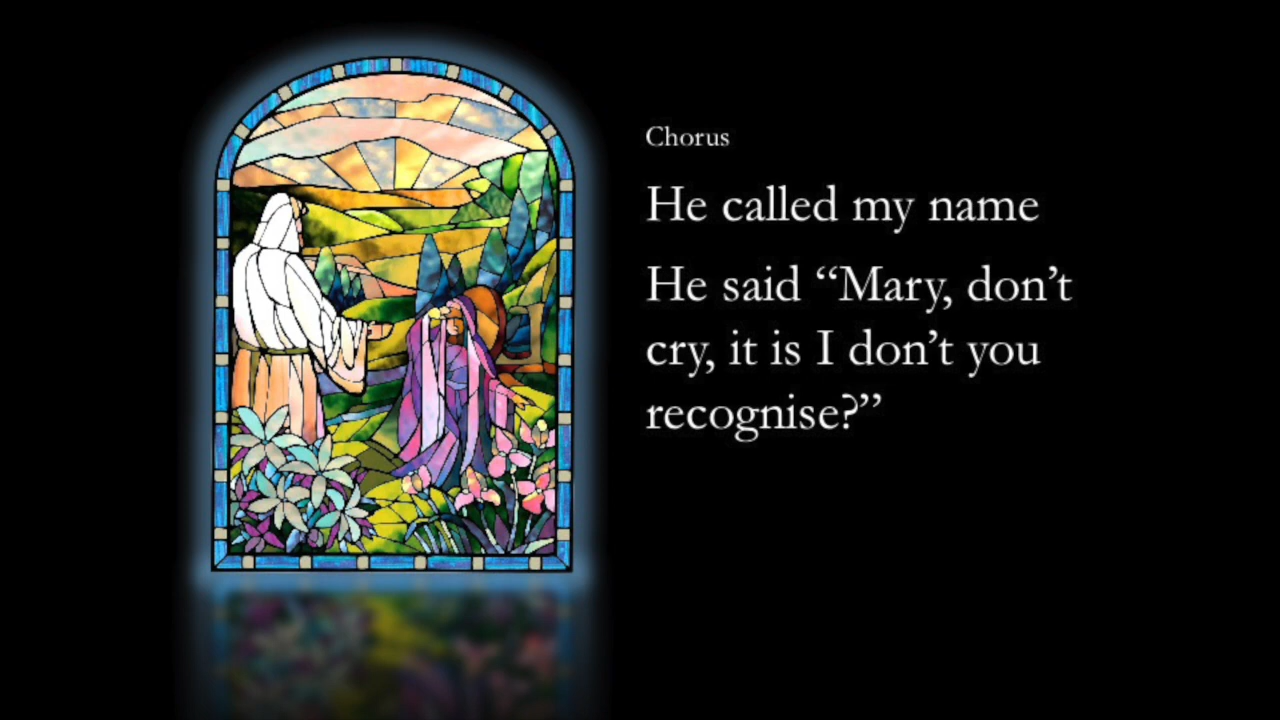 Chorus
He called my name
He said “Mary, don’t
cry, it is I don’t you
recognise?”